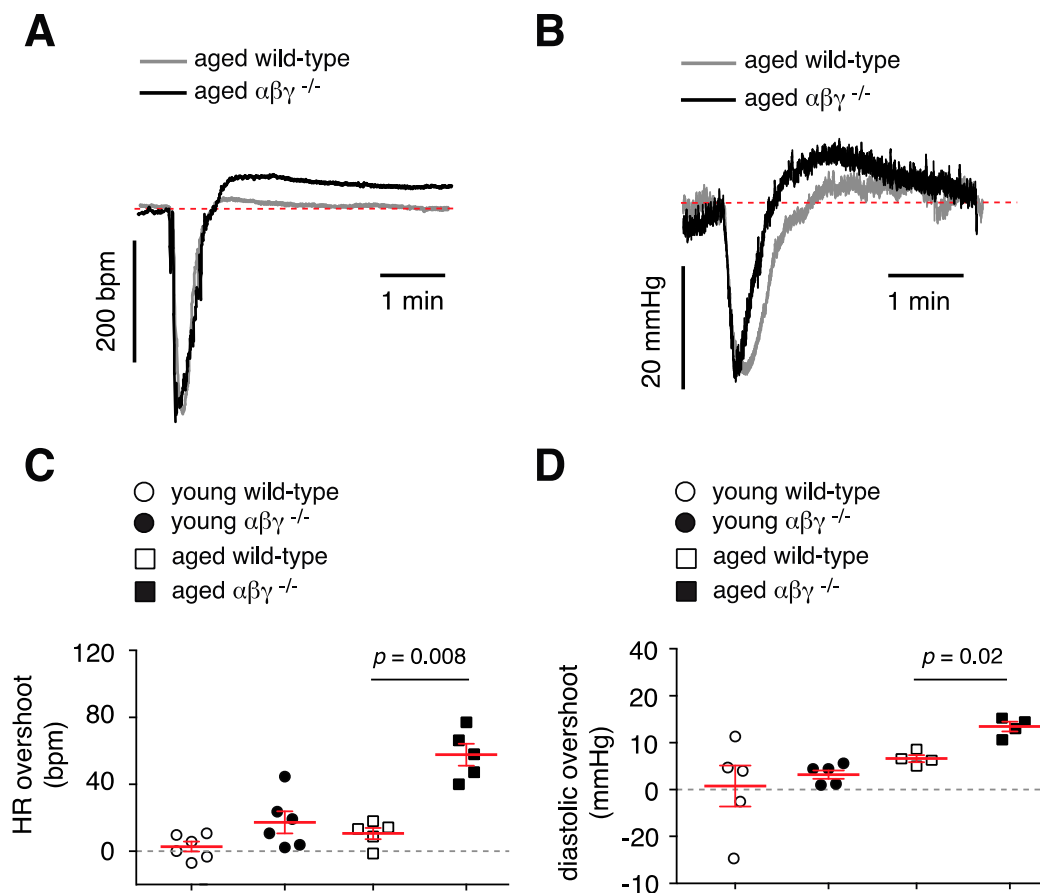 A
aged wild-type
aged αβγ -/-
200 bpm
1 min
B
aged wild-type
aged αβγ -/-
20 mmHg
1 min
C
young wild-type
young αβγ -/-
aged wild-type
aged αβγ -/-
HR overshoot
(bpm)
120
80
40
0
p = 0.008
D
young wild-type
young αβγ -/-
aged wild-type
aged αβγ -/-
diastolic overshoot
(mmHg)
40
20
10
0
-20
-10
p = 0.02